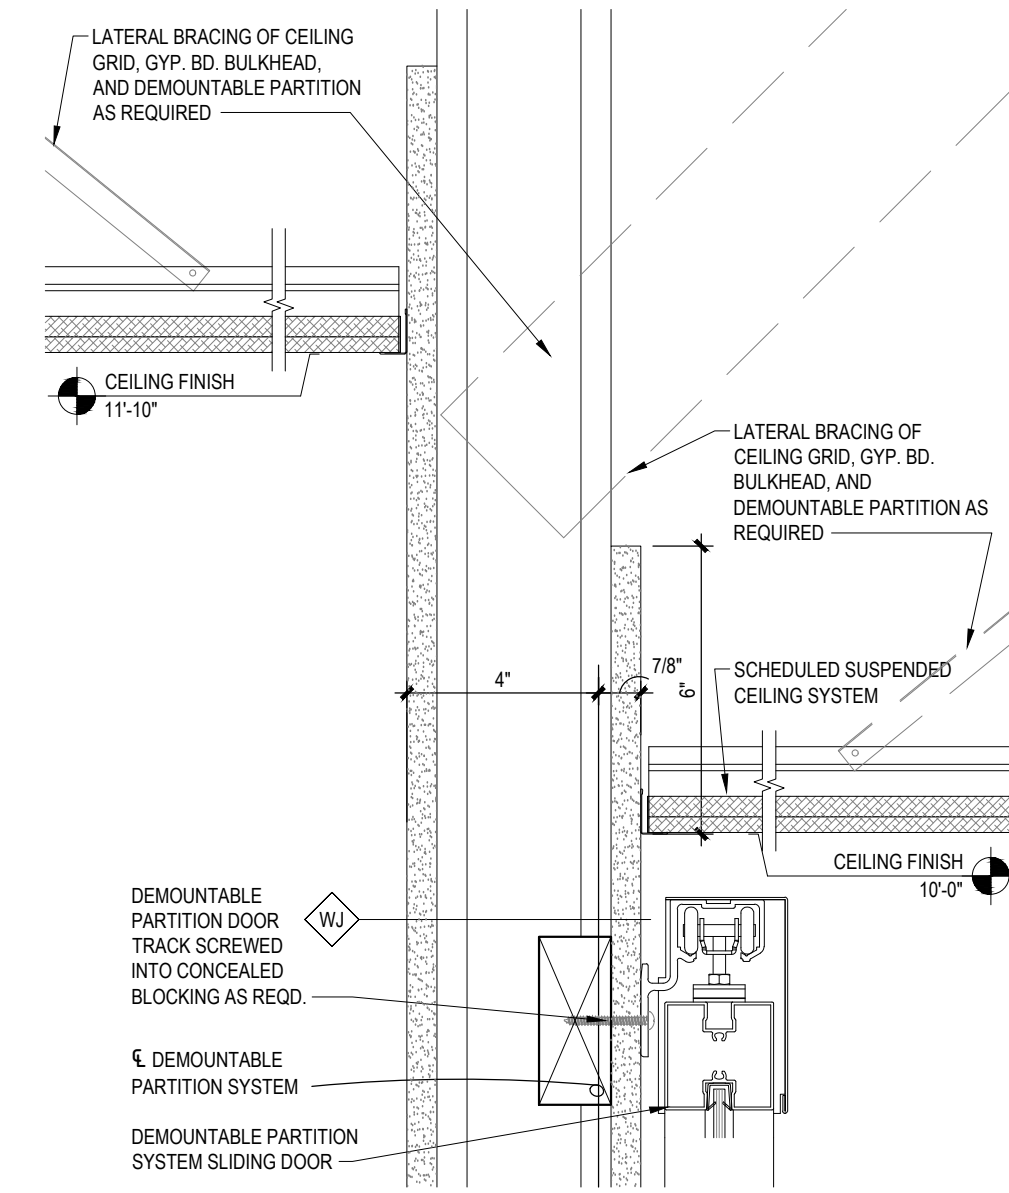 LATERAL BRACING OF CEILING
GRID, GYP. BD. BULKHEAD,
AND DEMOUNTABLE PARTITION
AS REQUIRED
CEILING FINISH
11'-10"
LATERAL BRACING OF
CEILING GRID, GYP. BD.
BULKHEAD, AND
DEMOUNTABLE PARTITION AS
REQUIRED
4"
7/8"
6"
SCHEDULED SUSPENDED
CEILING SYSTEM
CEILING FINISH
10'-0"
DEMOUNTABLE
PARTITION DOOR
TRACK SCREWED
INTO CONCEALED
BLOCKING AS REQD.
WJ
℄ DEMOUNTABLE
PARTITION SYSTEM
DEMOUNTABLE PARTITION
SYSTEM SLIDING DOOR